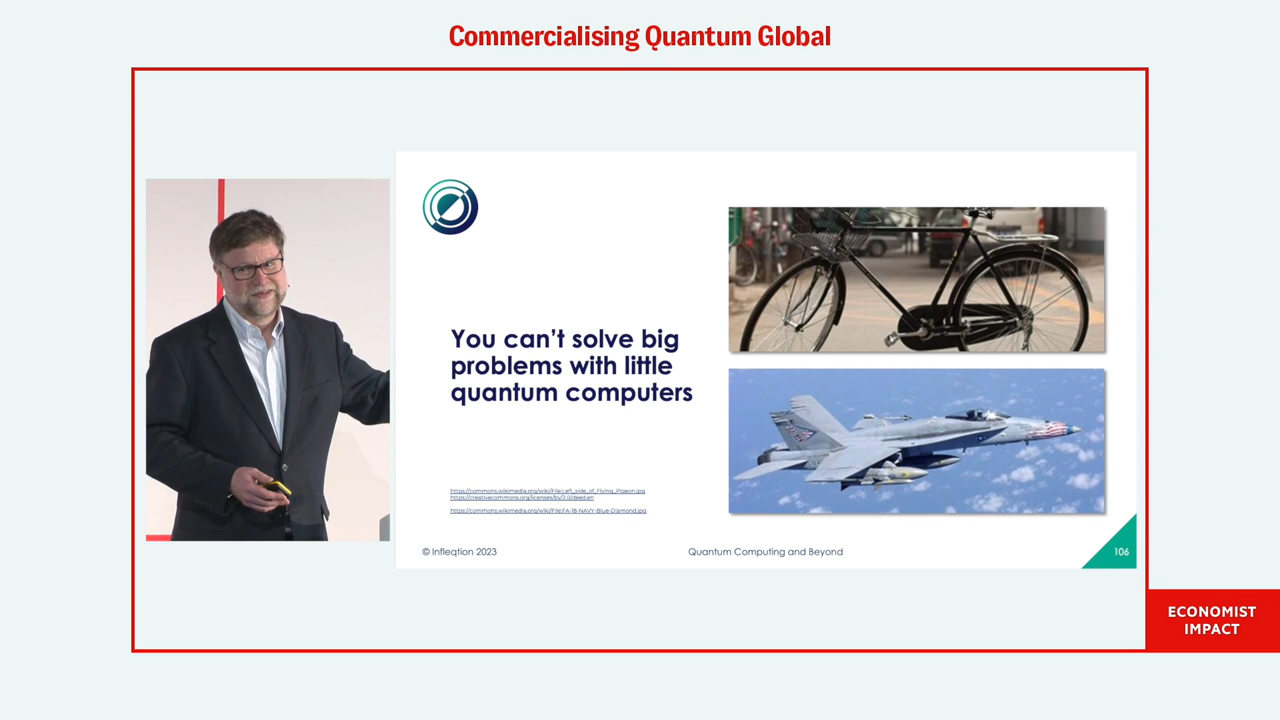 Commercialising Quantum Global
You can't solve big
problems with little
quantum computers
https://commons.wikimedia.org/wiki/File:Left_side_of_Flying_Pigeon.jpg
https://creativecommons.org/licenses/by/2.0/deed.en
https://commons.wikimedia.org/wiki/File:FA-18-NAVY-Blue-Diamond.jpg
© Infleqtion 2023
Quantum Computing and Beyond
106
ECONOMIST
IMPACT